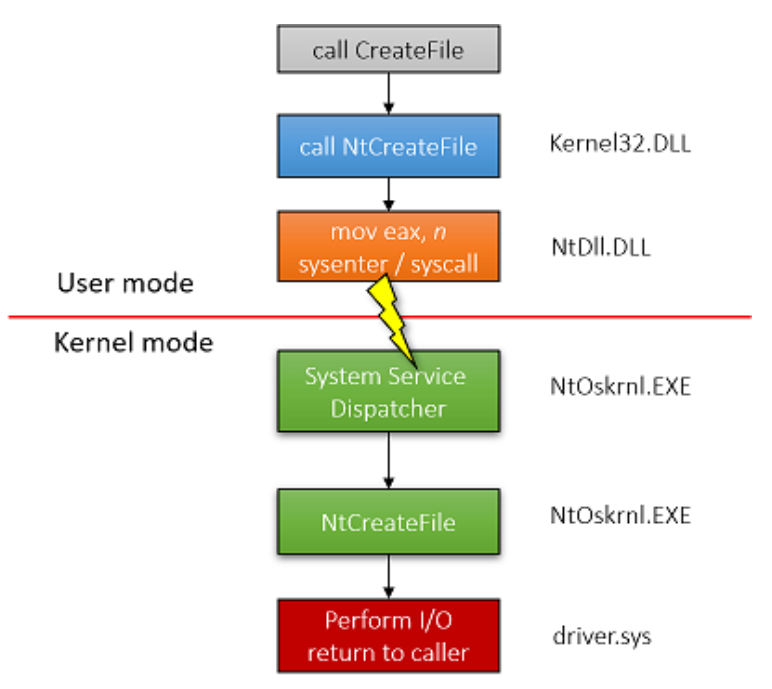 call CreateFile
call NtCreateFile
Kernel32.DLL
mov eax, n
sysenter / syscall
NtDll.DLL
User mode
Kernel mode
System Service
Dispatcher
NtOskrnl.EXE
NtCreateFile
NtOskrnl.EXE
Perform I/O
return to caller
driver.sys